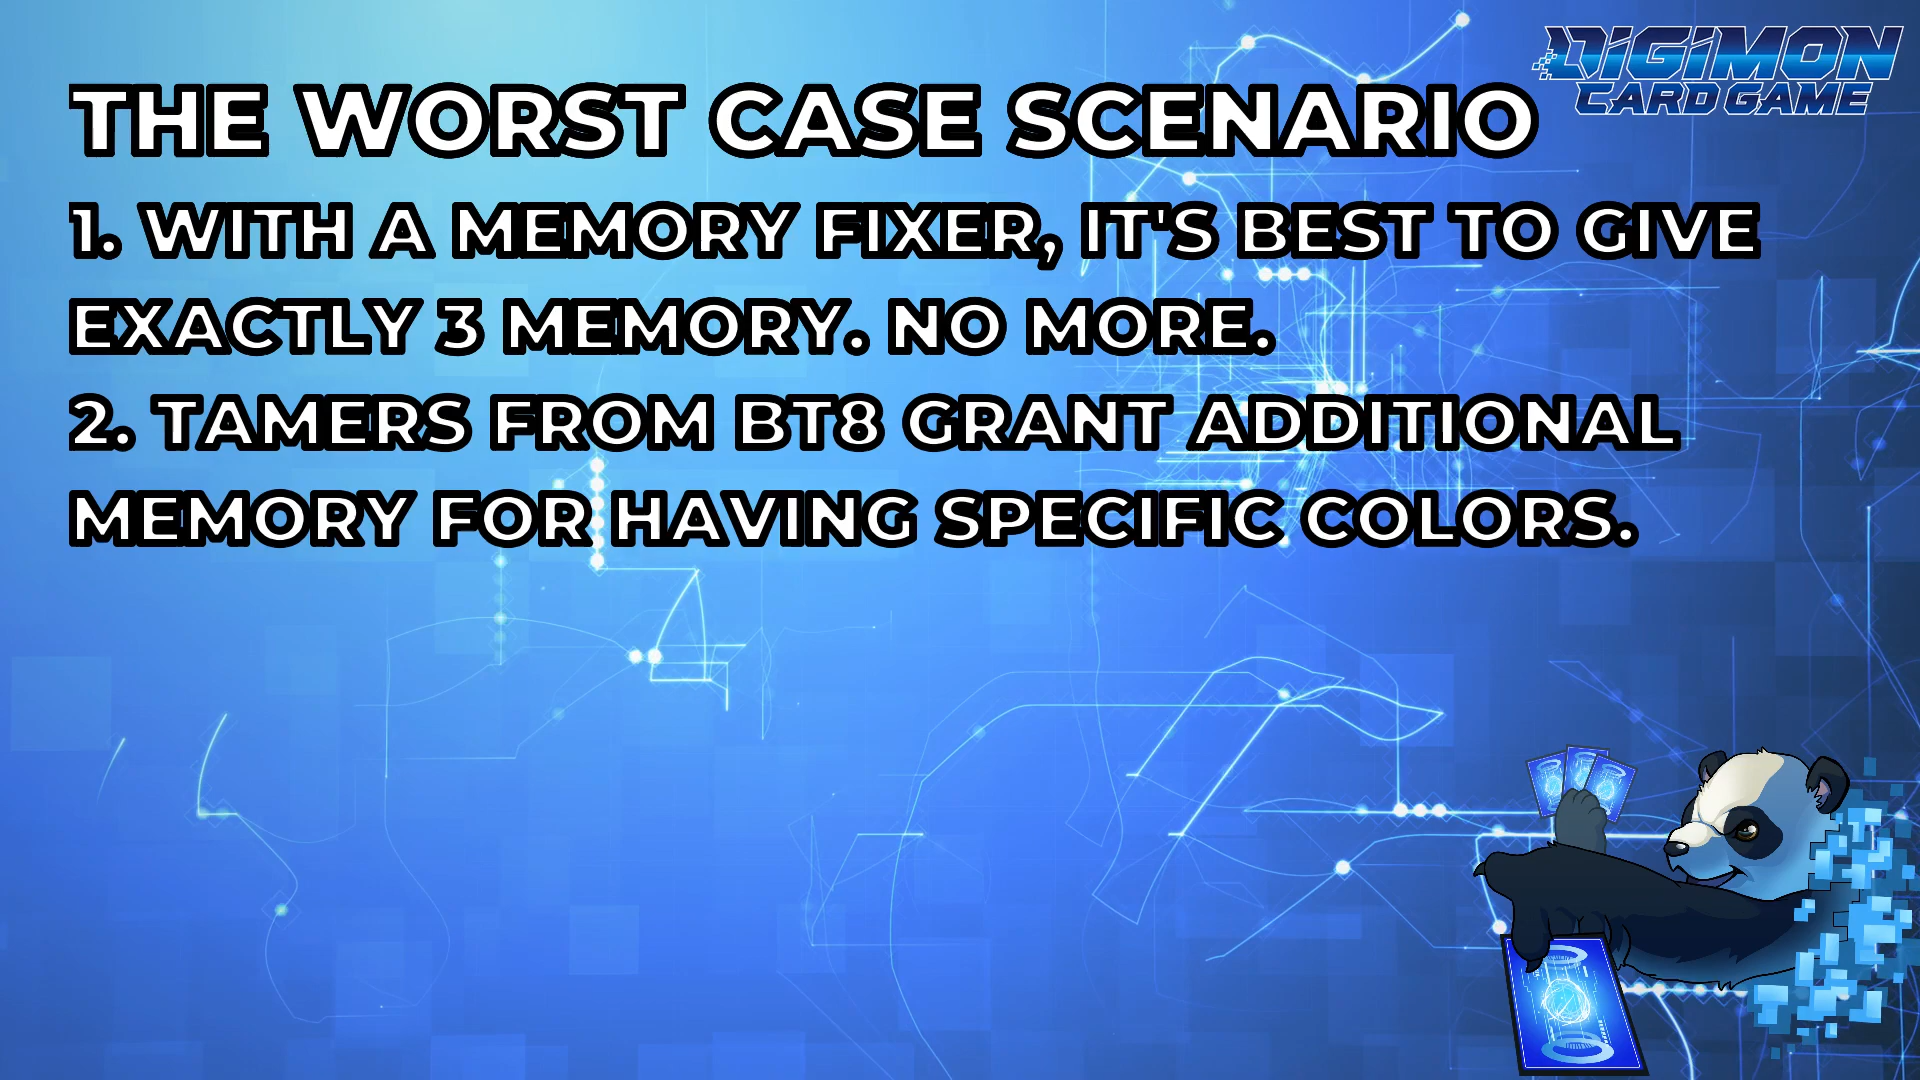 DIGIMON
CARD GAME
THE WORST CASE SCENARIO
1. WITH A MEMORY FIXER, IT'S BEST TO GIVE
EXACTLY 3 MEMORY. NO MORE.
2. TAMERS FROM BT8 GRANT ADDITIONAL
MEMORY FOR HAVING SPECIFIC COLORS.